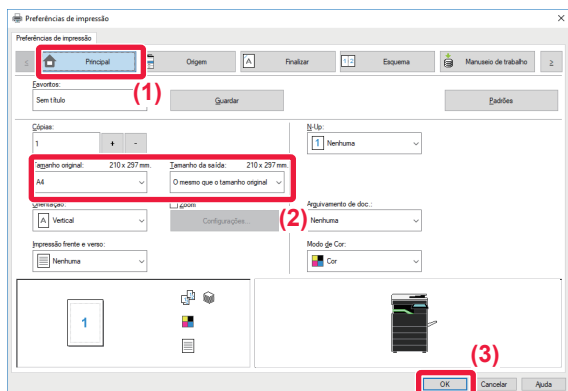 Preferências de impressão
Preferências de impressão
< Principal Origem A Finalizar 1 2 Esquema Manuseio de trabalho >
(1)
Favoritos:
Sem título Guardar Padrões
Cópias: N-Up:
1 + - 1 Nenhuma
Tamanho original: 210 x 297 mm. Tamanho da saída: 210 x 297 mm.
A4 O mesmo que o tamanho original
Orientação: Zoom Arquivamento de doc.:
A Vertical Configurações... (2) Nenhuma
Impressão frente e verso: Modo de Cor:
Nenhuma Cor
1
(3)
OK Cancelar Ajuda